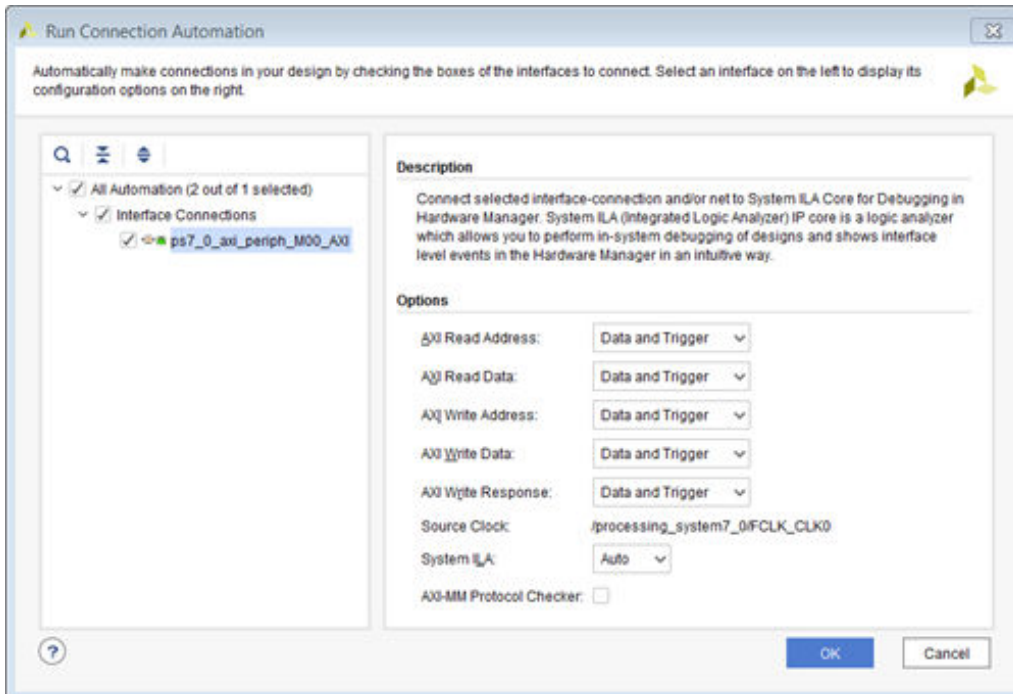 Run Connection Automation
Automatically make connections in your design by checking the boxes of the interfaces to connect. Select an interface on the left to display its
configuration options on the right.
All Automation (2 out of 1 selected)
Interface Connections
ps7_0_axi_periph_M00_AXI
Description
Connect selected interface-connection and/or net to System ILA Core for Debugging in
Hardware Manager. System ILA (Integrated Logic Analyzer) IP core is a logic analyzer
which allows you to perform in-system debugging of designs and shows interface
level events in the Hardware Manager in an intuitive way.
Options
AXI Read Address: Data and Trigger
AXI Read Data: Data and Trigger
AXI Write Address: Data and Trigger
AXI Write Data: Data and Trigger
AXI Write Response: Data and Trigger
Source Clock: /processing_system7_0/FCLK_CLK0
System ILA: Auto
AXI-MM Protocol Checker:
? OK Cancel